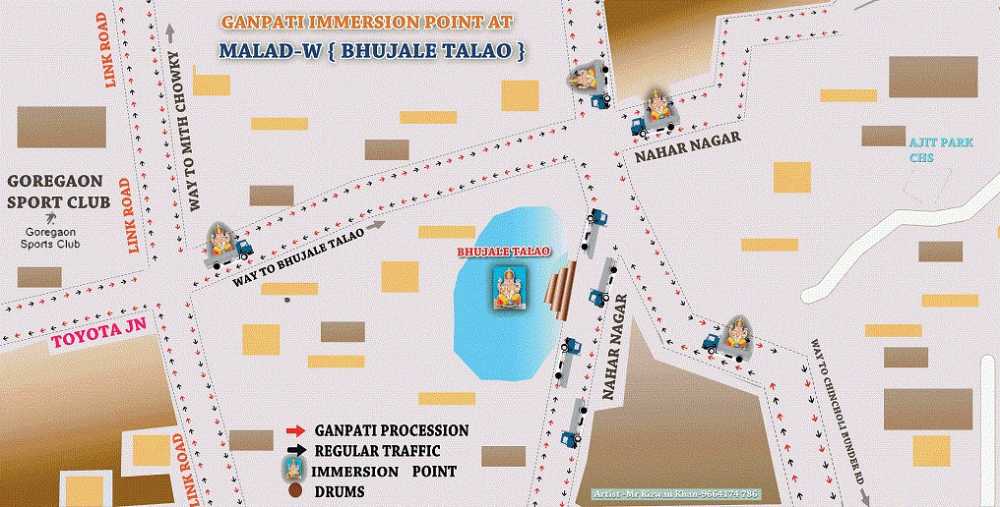 GANPATI IMMERSION POINT AT
MALAD-W { BHUJALE TALAO }
LINK ROAD
WAY TO MITH CHOWKY
GOREGAON
SPORT CLUB
Goregaon
Sports Club
LINK ROAD
NAHAR NAGAR
AJIT PARK
CHS
WAY TO BHUJALE TALAO
BHUJALE TALAO
TOYOTA JN
NAHAR NAGAR
WAY TO CHINCHOLI BUNDER RD
LINK ROAD
GANPATI PROCESSION
REGULAR TRAFFIC
IMMERSION POINT
DRUMS
Artist:-Mr Rizwan Khan-9664174786